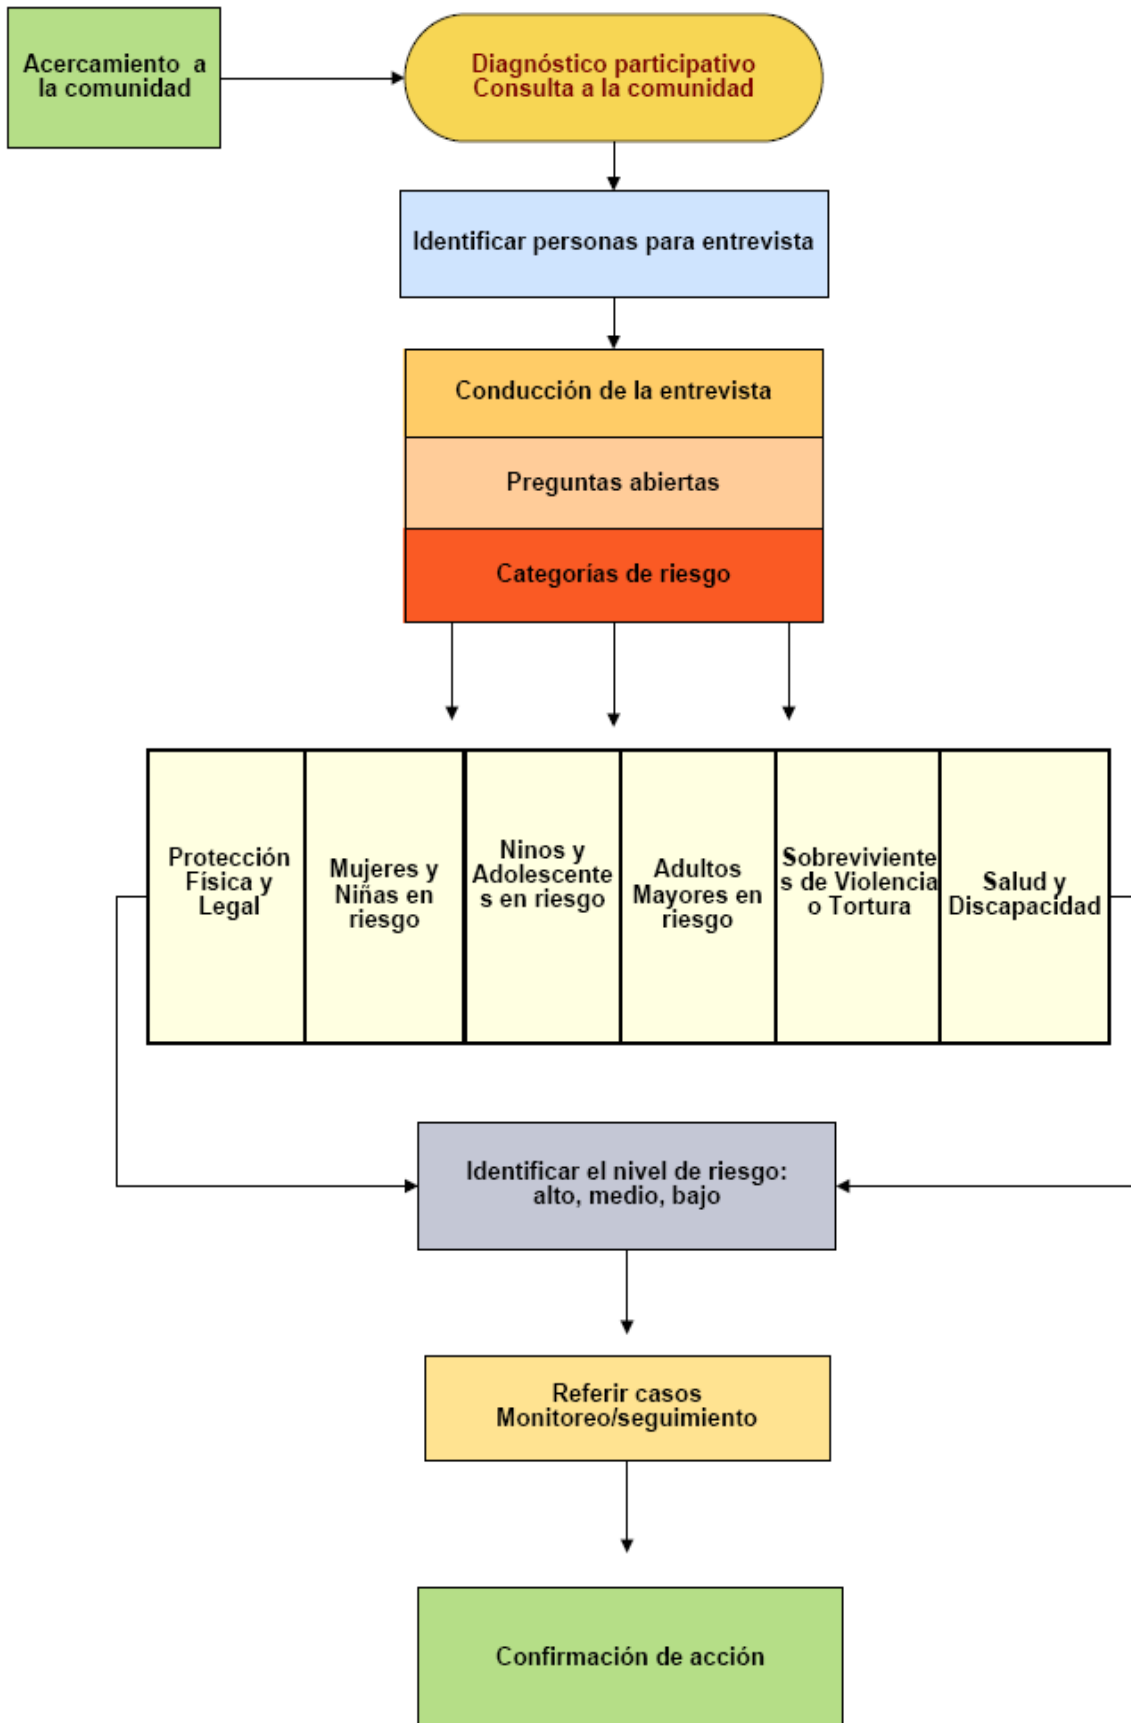 Acercamiento a
la comunidad
Diagnóstico participativo
Consulta a la comunidad
Identificar personas para entrevista
Conducción de la entrevista
Preguntas abiertas
Categorías de riesgo
Protección
Física y
Legal
Mujeres y
Niñas en
riesgo
Ninos y
Adolescente
s en riesgo
Adultos
Mayores en
riesgo
Sobreviviente
s de Violencia
o Tortura
Salud y
Discapacidad
Identificar el nivel de riesgo:
alto, medio, bajo
Referir casos
Monitoreo/seguimiento
Confirmación de acción